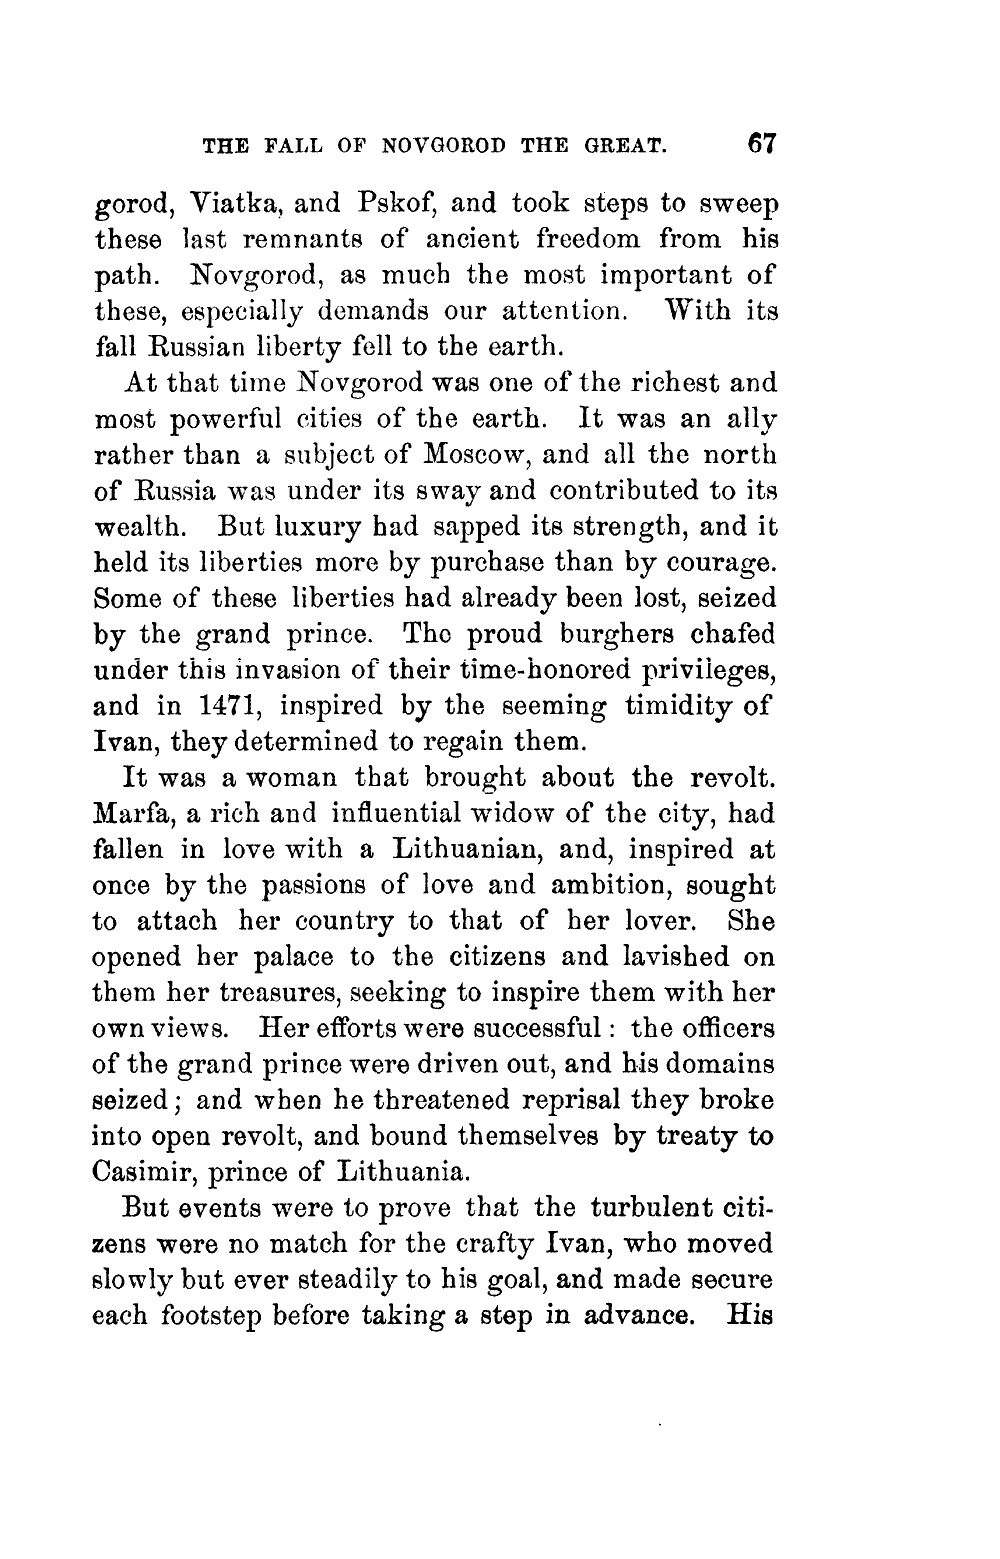 THE FALL OF NOVGOROD THE GREAT. 67
gorod, Viatka, and Pskof, and took steps to sweep
these last remnants of ancient freedom from his
path. Novgorod, as much the most important of
these, especially demands our attention. With its
fall Russian liberty fell to the earth.
At that time Novgorod was one of the richest and
most powerful cities of the earth. It was an ally
rather than a subject of Moscow, and all the north
of Russia was under its sway and contributed to its
wealth. But luxury had sapped its strength, and it
held its liberties more by purchase than by courage.
Some of these liberties had already been lost, seized
by the grand prince. The proud burghers chafed
under this invasion of their time-honored privileges,
and in 1471, inspired by the seeming timidity of
Ivan, they determined to regain them.
It was a woman that brought about the revolt.
Marfa, a rich and influential widow of the city, had
fallen in love with a Lithuanian, and, inspired at
once by the passions of love and ambition, sought
to attach her country to that of her lover. She
opened her palace to the citizens and lavished on
them her treasures, seeking to inspire them with her
own views. Her efforts were successful: the officers
of the grand prince were driven out, and his domains
seized; and when he threatened reprisal they broke
into open revolt, and bound themselves by treaty to
Casimir, prince of Lithuania.
But events were to prove that the turbulent citi-
zens were no match for the crafty Ivan, who moved
slowly but ever steadily to his goal, and made secure
each footstep before taking a step in advance. His